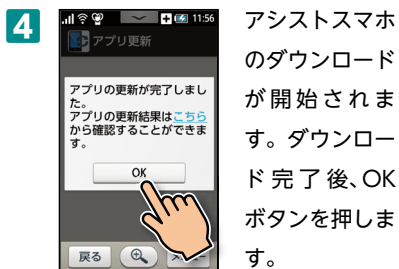 4
11:56
アプリ更新
アプリの更新が完了しまし
た。
アプリの更新結果はこちら
から確認することができま
す。
OK
戻る
アシストスマホ
のダウンロード
が開始されま
す。ダウンロー
ド完了後、OK
ボタンを押しま
す。